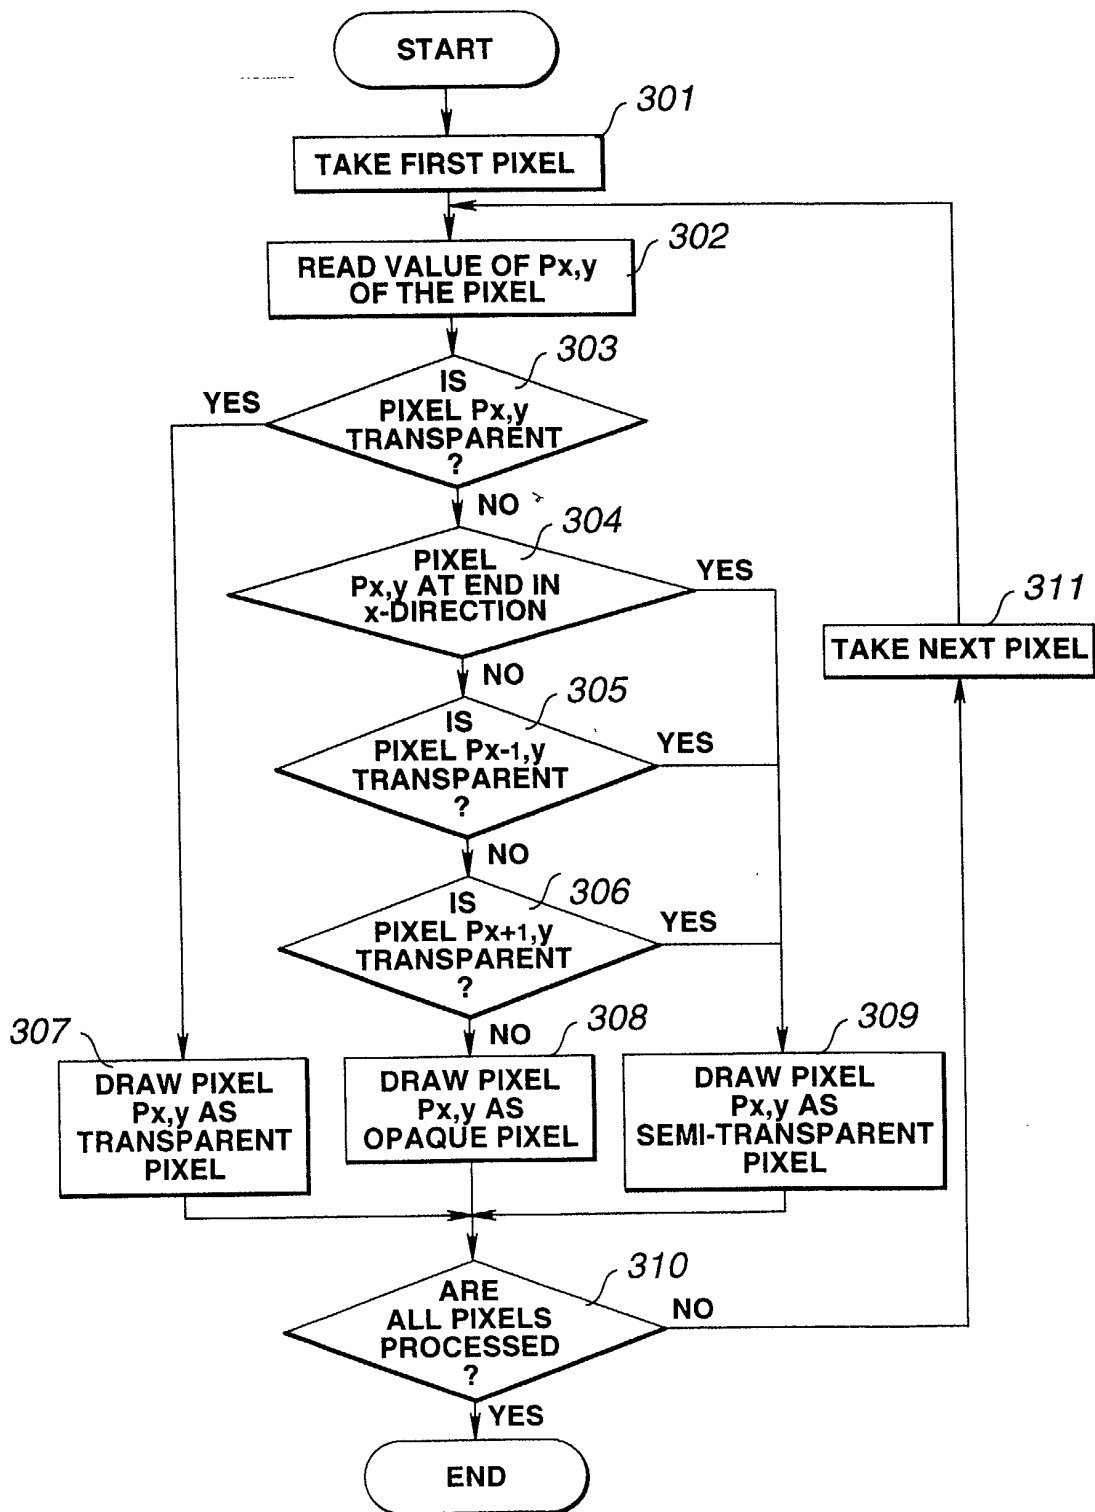 START
301
TAKE FIRST PIXEL
302
READ VALUE OF Px,y
OF THE PIXEL
303
IS
PIXEL Px,y
TRANSPARENT
?
YES
NO
304
PIXEL
Px,y AT END IN
x-DIRECTION
YES
NO
311
TAKE NEXT PIXEL
305
IS
PIXEL Px-1,y
TRANSPARENT
?
YES
NO
306
IS
PIXEL Px+1,y
TRANSPARENT
?
YES
NO
307
DRAW PIXEL
Px,y AS
TRANSPARENT
PIXEL
308
DRAW PIXEL
Px,y AS
OPAQUE PIXEL
309
DRAW PIXEL
Px,y AS
SEMI-TRANSPARENT
PIXEL
310
ARE
ALL PIXELS
PROCESSED
?
NO
YES
END